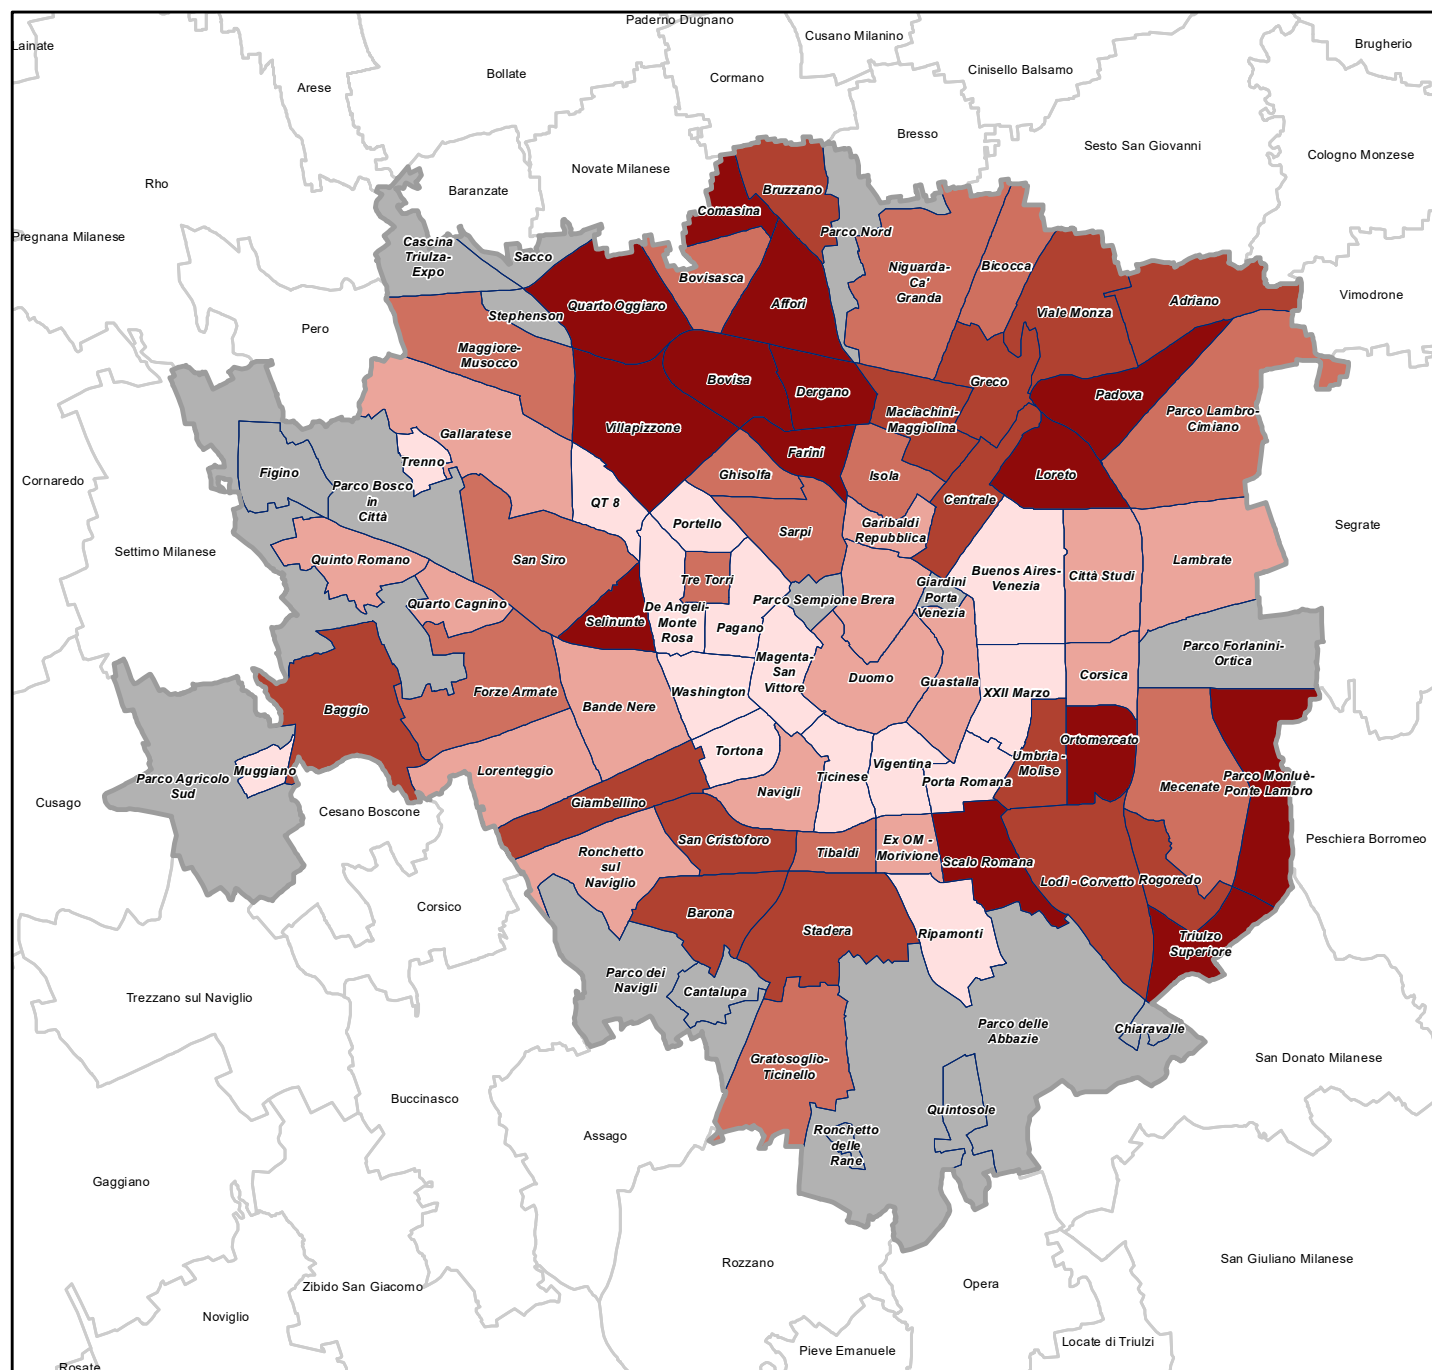 Paderno Dugnano
Cusano Milanino
Brugherio
Lainate
Bollate
Cormano
Cinisello Balsamo
Arese
Bresso
Sesto San Giovanni
Cologno Monzese
Novate Milanese
Rho
Baranzate
Bruzzano
Comasina
Parco Nord
Pregnana Milanese
Cascina
Triulza-
Expo
Sacco
Bovisasca
Niguarda-
Ca'
Granda
Bicocca
Vimodrone
Quarto Oggiaro
Affori
Adriano
Viale Monza
Stephenson
Pero
Maggiore-
Musocco
Bovisa
Dergano
Greco
Padova
Maciachini-
Maggiolina
Parco Lambro-
Cimiano
Villapizzone
Gallaratese
Farini
Trenno
Figino
Ghisolfa
Isola
Loreto
Cornaredo
Parco Bosco
in
Città
QT 8
Centrale
Portello
Garibaldi
Repubblica
Segrate
Sarpi
Settimo Milanese
Quinto Romano
San Siro
Lambrate
Buenos Aires-
Venezia
Città Studi
Tre Torri
Giardini
Porta
Venezia
Parco Sempione
Brera
Quarto Cagnino
De Angeli-
Monte
Rosa
Selinunte
Pagano
Parco Forlanini-
Ortica
Magenta-
San
Vittore
Corsica
Duomo
Guastalla
Forze Armate
Washington
XXII Marzo
Bande Nere
Baggio
Ortomercato
Tortona
Umbria -
Molise
Vigentina
Muggiano
Lorenteggio
Parco Agricolo
Sud
Ticinese
Porta Romana
Parco Monluè-
Ponte Lambro
Mecenate
Navigli
Cusago
Giambellino
Cesano Boscone
San Cristoforo
Ex OM -
Morivione
Peschiera Borromeo
Tibaldi
Ronchetto
sul
Naviglio
Scalo Romana
Lodi - Corvetto
Rogoredo
Corsico
Barona
Stadera
Ripamonti
Triulzo
Superiore
Parco dei
Navigli
Cantalupa
Trezzano sul Naviglio
Parco delle
Abbazie
Chiaravalle
San Donato Milanese
Gratosoglio-
Ticinello
Buccinasco
Quintosole
Assago
Ronchetto
delle
Rane
Gaggiano
Rozzano
San Giuliano Milanese
Zibido San Giacomo
Opera
Noviglio
Locate di Triulzi
Pieve Emanuele
Rosate